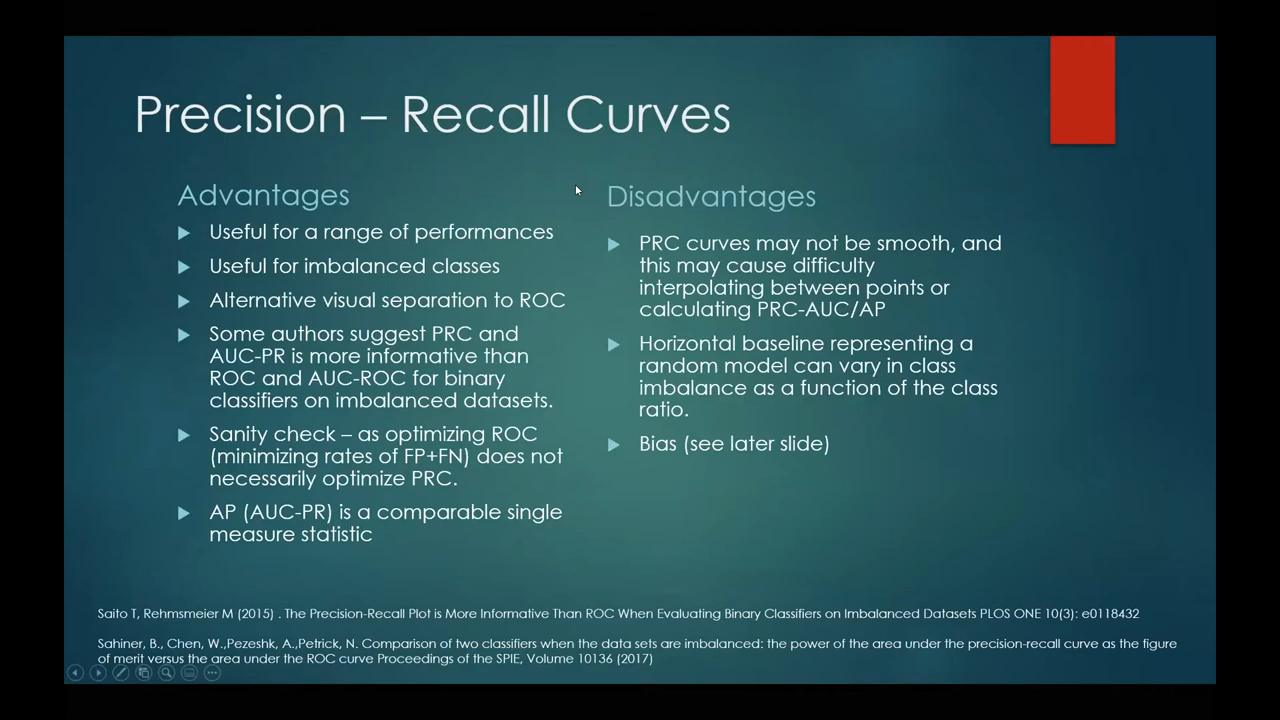 Precision – Recall Curves
Advantages
Useful for a range of performances
Useful for imbalanced classes
Alternative visual separation to ROC
Some authors suggest PRC and
AUC-PR is more informative than
ROC and AUC-ROC for binary
classifiers on imbalanced datasets.
Sanity check – as optimizing ROC
(minimizing rates of FP+FN) does not
necessarily optimize PRC.
AP (AUC-PR) is a comparable single
measure statistic
Disadvantages
PRC curves may not be smooth, and
this may cause difficulty
interpolating between points or
calculating PRC-AUC/AP
Horizontal baseline representing a
random model can vary in class
imbalance as a function of the class
ratio.
Bias (see later slide)
Saito T, Rehmsmeier M (2015) . The Precision-Recall Plot is More Informative Than ROC When Evaluating Binary Classifiers on Imbalanced Datasets PLOS ONE 10(3): e0118432
Sahiner, B., Chen, W.,Pezeshk, A.,Petrick, N. Comparison of two classifiers when the data sets are imbalanced: the power of the area under the precision-recall curve as the figure
of merit versus the area under the ROC curve Proceedings of the SPIE, Volume 10136 (2017)